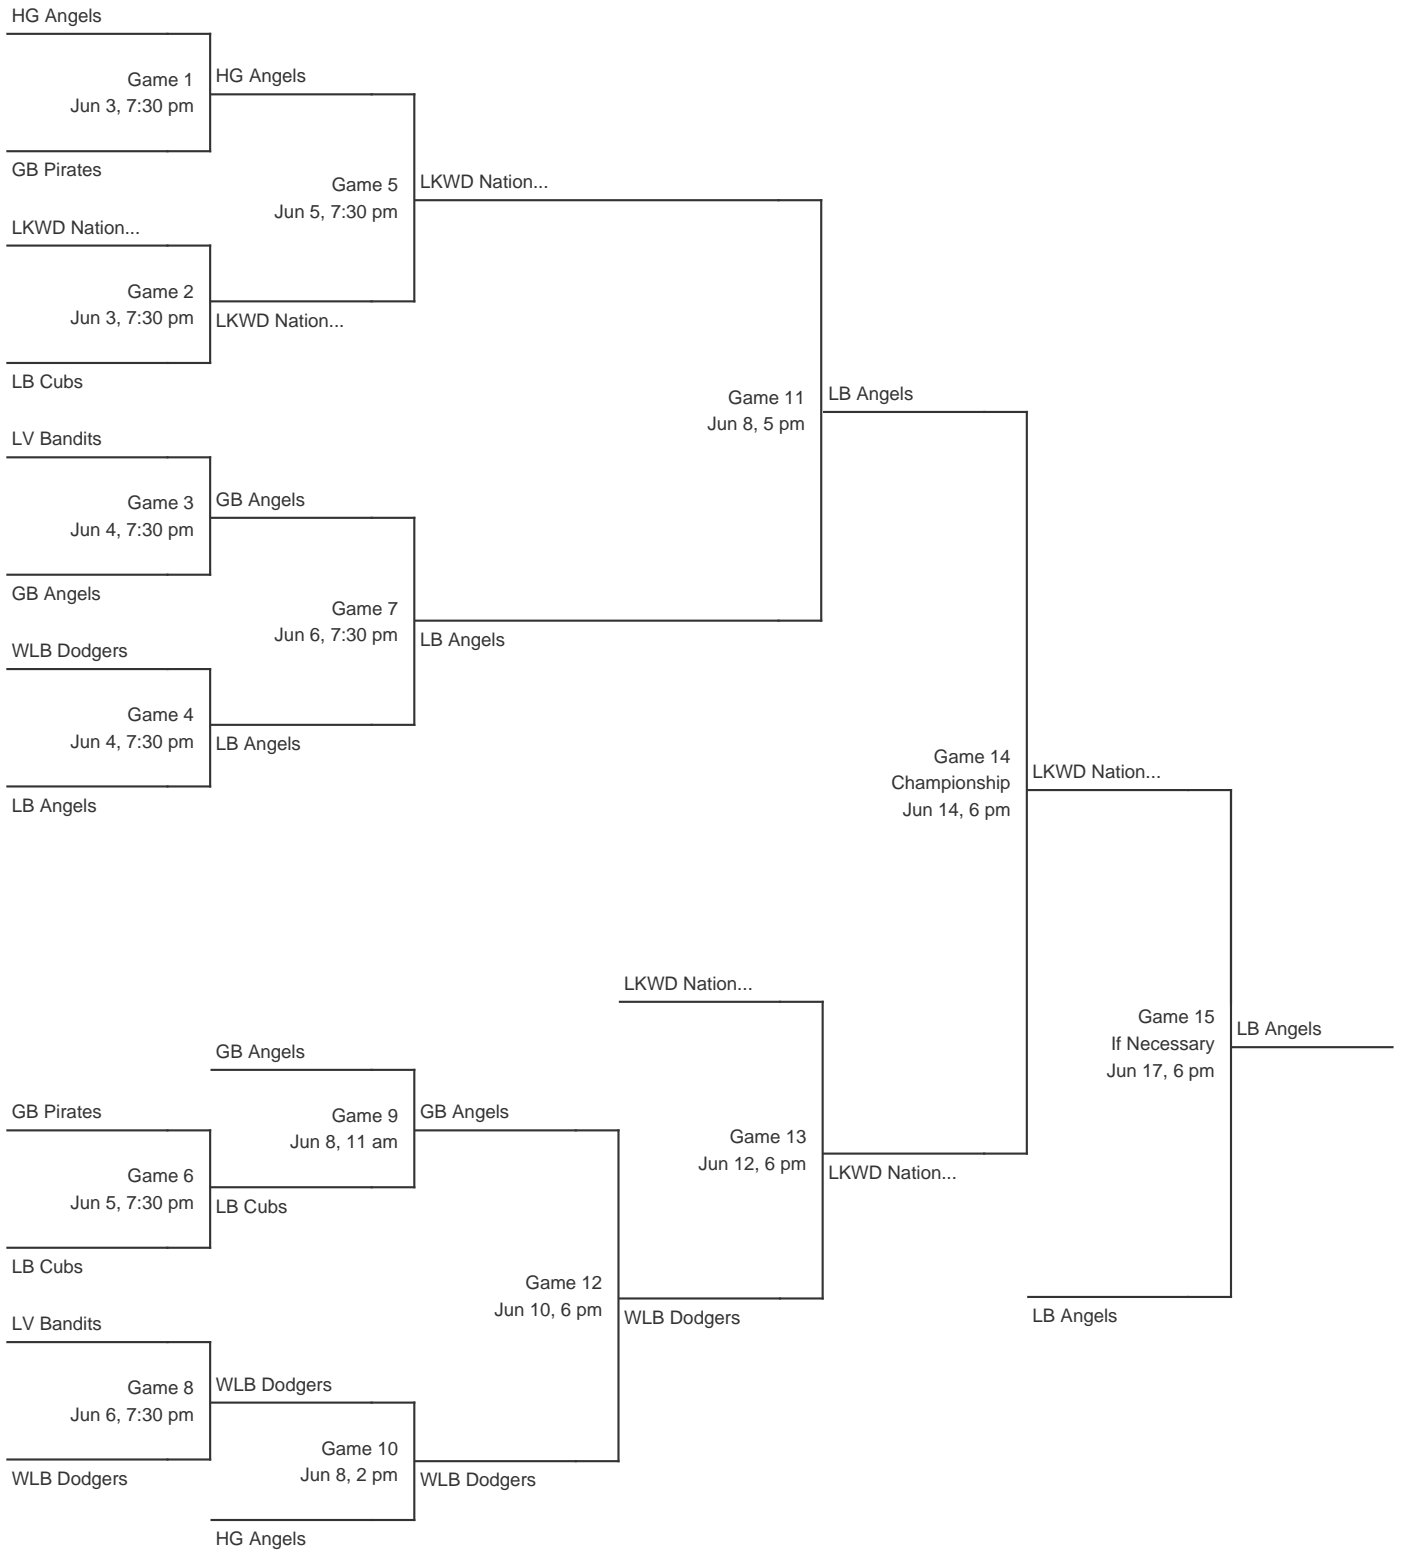 HG Angels
Game 1
Jun 3, 7:30 pm
GB Pirates
HG Angels
LKWD Nation...
Game 2
Jun 3, 7:30 pm
LB Cubs
LKWD Nation...
Game 5
Jun 5, 7:30 pm
LKWD Nation...
LV Bandits
Game 3
Jun 4, 7:30 pm
GB Angels
GB Angels
WLB Dodgers
Game 4
Jun 4, 7:30 pm
LB Angels
LB Angels
Game 7
Jun 6, 7:30 pm
LB Angels
Game 11
Jun 8, 5 pm
LB Angels
Game 14
Championship
Jun 14, 6 pm
LKWD Nation...
LKWD Nation...
GB Angels
GB Pirates
Game 6
Jun 5, 7:30 pm
LB Cubs
LB Cubs
Game 9
Jun 8, 11 am
GB Angels
LV Bandits
Game 8
Jun 6, 7:30 pm
WLB Dodgers
WLB Dodgers
Game 10
Jun 8, 2 pm
HG Angels
WLB Dodgers
Game 12
Jun 10, 6 pm
WLB Dodgers
Game 13
Jun 12, 6 pm
LKWD Nation...
Game 15
If Necessary
Jun 17, 6 pm
LB Angels
LB Angels